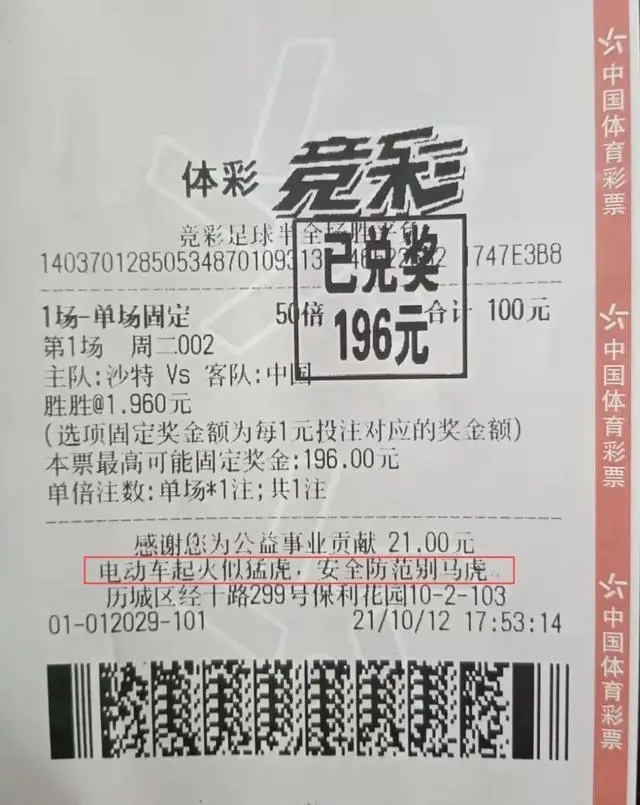 体彩 竞彩
竞彩足球半全场胜平负
已兑奖
196元
1747E3B8
1场-单场固定 50倍 合计 100元
第1场 周二002
主队:沙特 Vs 客队:中国
胜胜@1.960元
(选项固定奖金额为每1元投注对应的奖金额)
本票最高可能固定奖金:196.00元
单倍注数:单场*1注;共1注
感谢您为公益事业贡献 21.00元
电动车起火似猛虎，安全防范别马虎。
历城区经十路299号保利花园10-2-103
01-012029-101 21/10/12 17:53:14
中国体育彩票
中国体育彩票
中国体育彩票